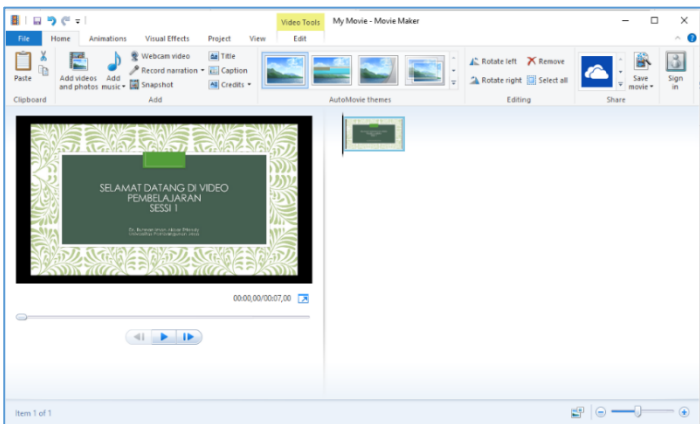 Video Tools
My Movie - Movie Maker
File Home Animations Visual Effects Project View Edit
Paste
Clipboard
Add videos and photos
Add music
Webcam video
Record narration
Snapshot
Title
Caption
Credits
Add
AutoMovie themes
Rotate left
Rotate right
Remove
Select all
Editing
Share
Save movie
Sign in
SELAMAT DATANG DI VIDEO
PEMBELAJARAN
SESSI 1
00:00,00/00:07,00
Item 1 of 1